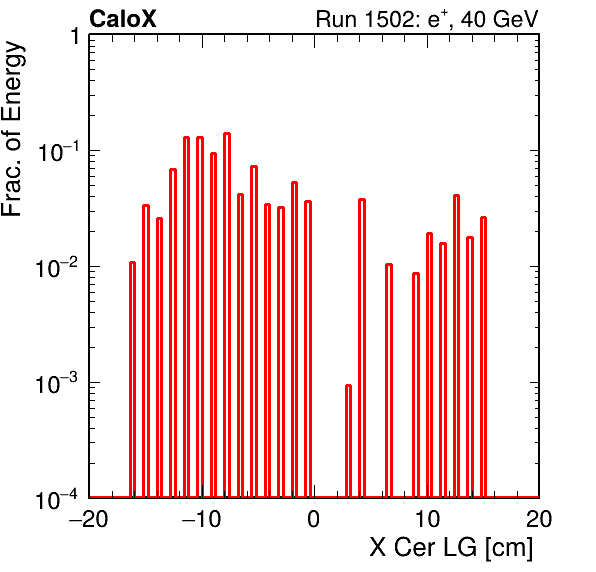 CaloX Run 1502: e⁺, 40 GeV
Frac. of Energy
1
10⁻¹
10⁻²
10⁻³
10⁻⁴
−20 −10 0 10 20
X Cer LG [cm]